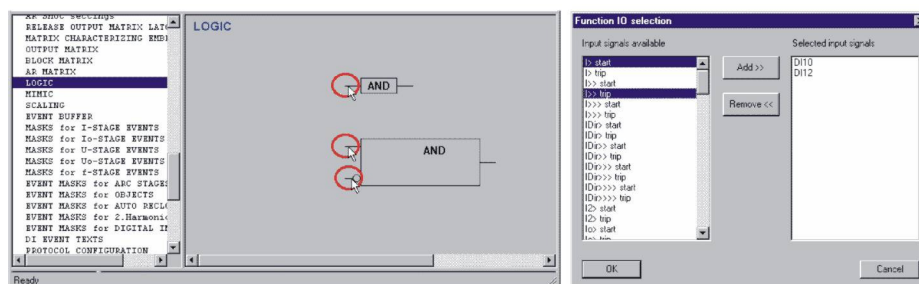 AR SHOC settings
RELEASE OUTPUT MATRIX LATC
MATRIX CHARACTERIZING EMBE
OUTPUT MATRIX
BLOCK MATRIX
AR MATRIX
LOGIC
MIMIC
SCALING
EVENT BUFFER
MASKS for I-STAGE EVENTS
MASKS for Io-STAGE EVENTS
MASKS for U-STAGE EVENTS
MASKS for Uo-STAGE EVENTS
MASKS for f-STAGE EVENTS
EVENT MASKS for ARC STAGES
EVENT MASKS for OBJECTS
EVENT MASKS for AUTO RECLO
EVENT MASKS for 2.Harmonic
EVENT MASKS for DIGITAL IN
DI EVENT TEXTS
PROTOCOL CONFIGURATION
Ready
LOGIC
AND
AND
Function IO selection
Input signals available
I> start
I> trip
I>> start
I>> trip
I>>> start
I>>> trip
IDir> start
IDir> trip
IDir>> start
IDir>> trip
IDir>>> start
IDir>>> trip
IDir>>>> start
IDir>>>> trip
I2> start
I2> trip
Io> start
Io> trip
Add >>
Remove <<
Selected input signals
DI10
DI12
OK
Cancel